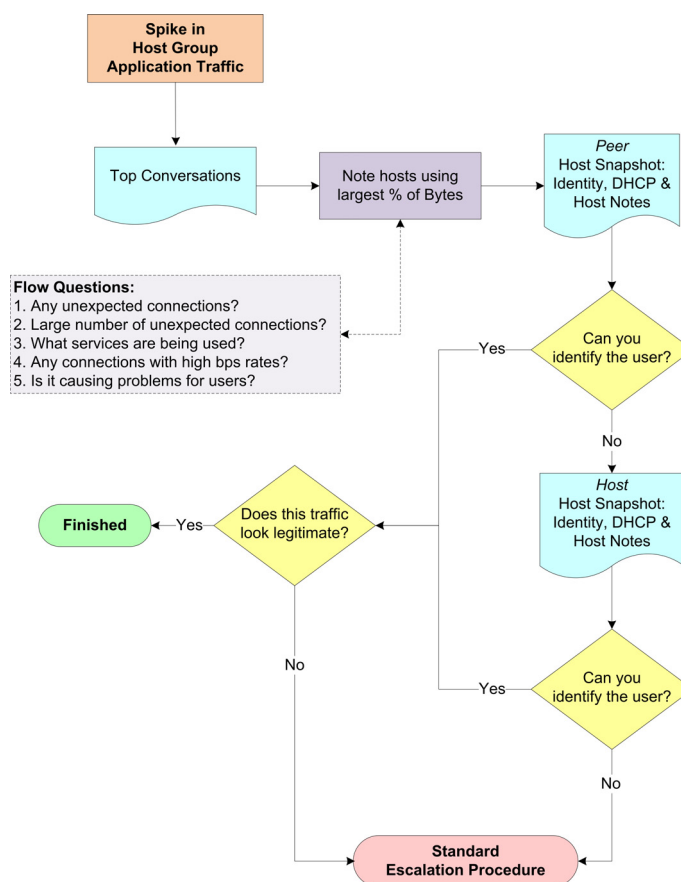 Spike in
Host Group
Application Traffic
Top Conversations
Note hosts using
largest % of Bytes
Peer
Host Snapshot:
Identity, DHCP &
Host Notes
Flow Questions:
1. Any unexpected connections?
2. Large number of unexpected connections?
3. What services are being used?
4. Any connections with high bps rates?
5. Is it causing problems for users?
Can you
identify the user?
Yes
No
Host
Host Snapshot:
Identity, DHCP &
Host Notes
Does this traffic
look legitimate?
Yes
Finished
No
Can you
identify the user?
Yes
No
Standard
Escalation Procedure